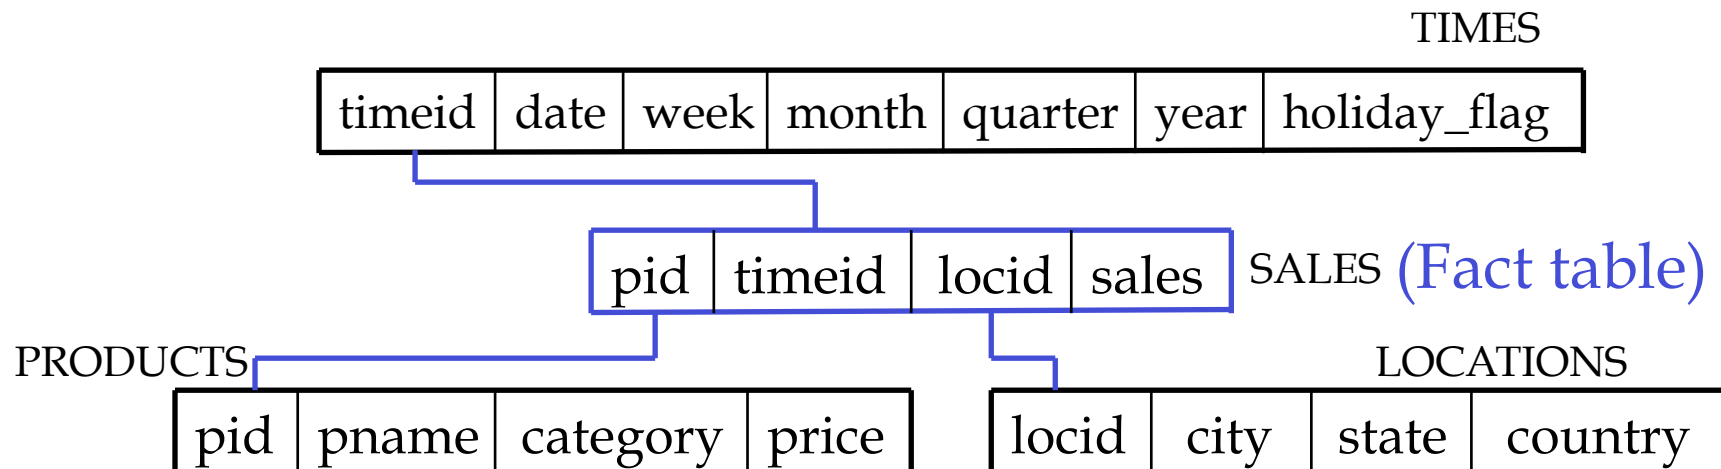 TIMES
timeid date week month quarter year holiday_flag
pid timeid locid sales SALES (Fact table)
PRODUCTS LOCATIONS
pid pname category price locid city state country